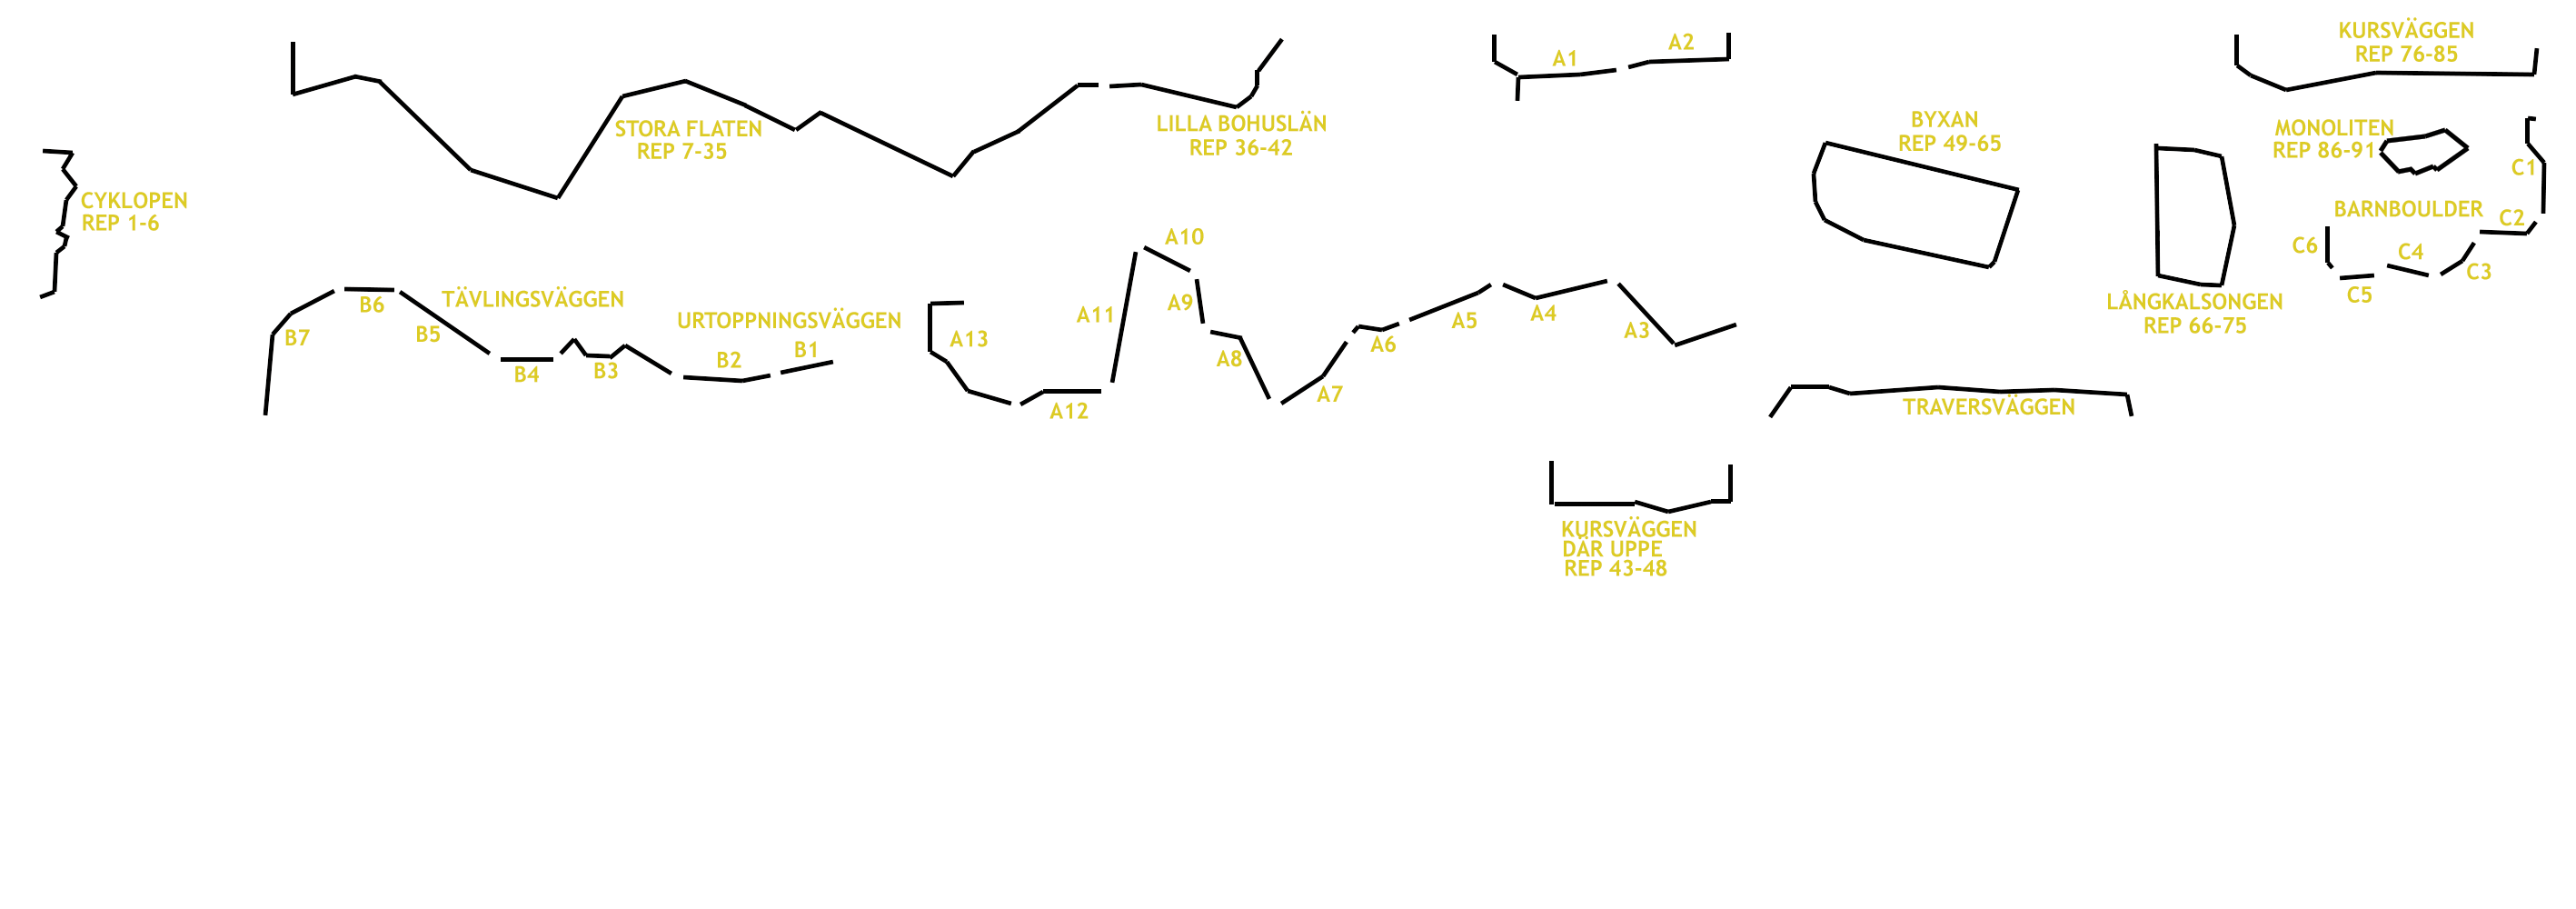 KURSVÄGGEN
REP 76-85
A1
A2
STORA FLATEN
REP 7-35
LILLA BOHUSLÄN
REP 36-42
BYXAN
REP 49-65
MONOLITEN
REP 86-91
C1
CYKLOPEN
REP 1-6
BARNBOULDER
C2
C6
C4
C3
C5
A10
A11
A9
TÄVLINGSVÄGGEN
B6
B5
B7
URTOPPNINGSVÄGGEN
A13
A8
A6
A5
A4
A3
LÅNGKALSONGEN
REP 66-75
B4
B3
B2
B1
A12
A7
TRAVERSVÄGGEN
KURSVÄGGEN
DÄR UPPE
REP 43-48